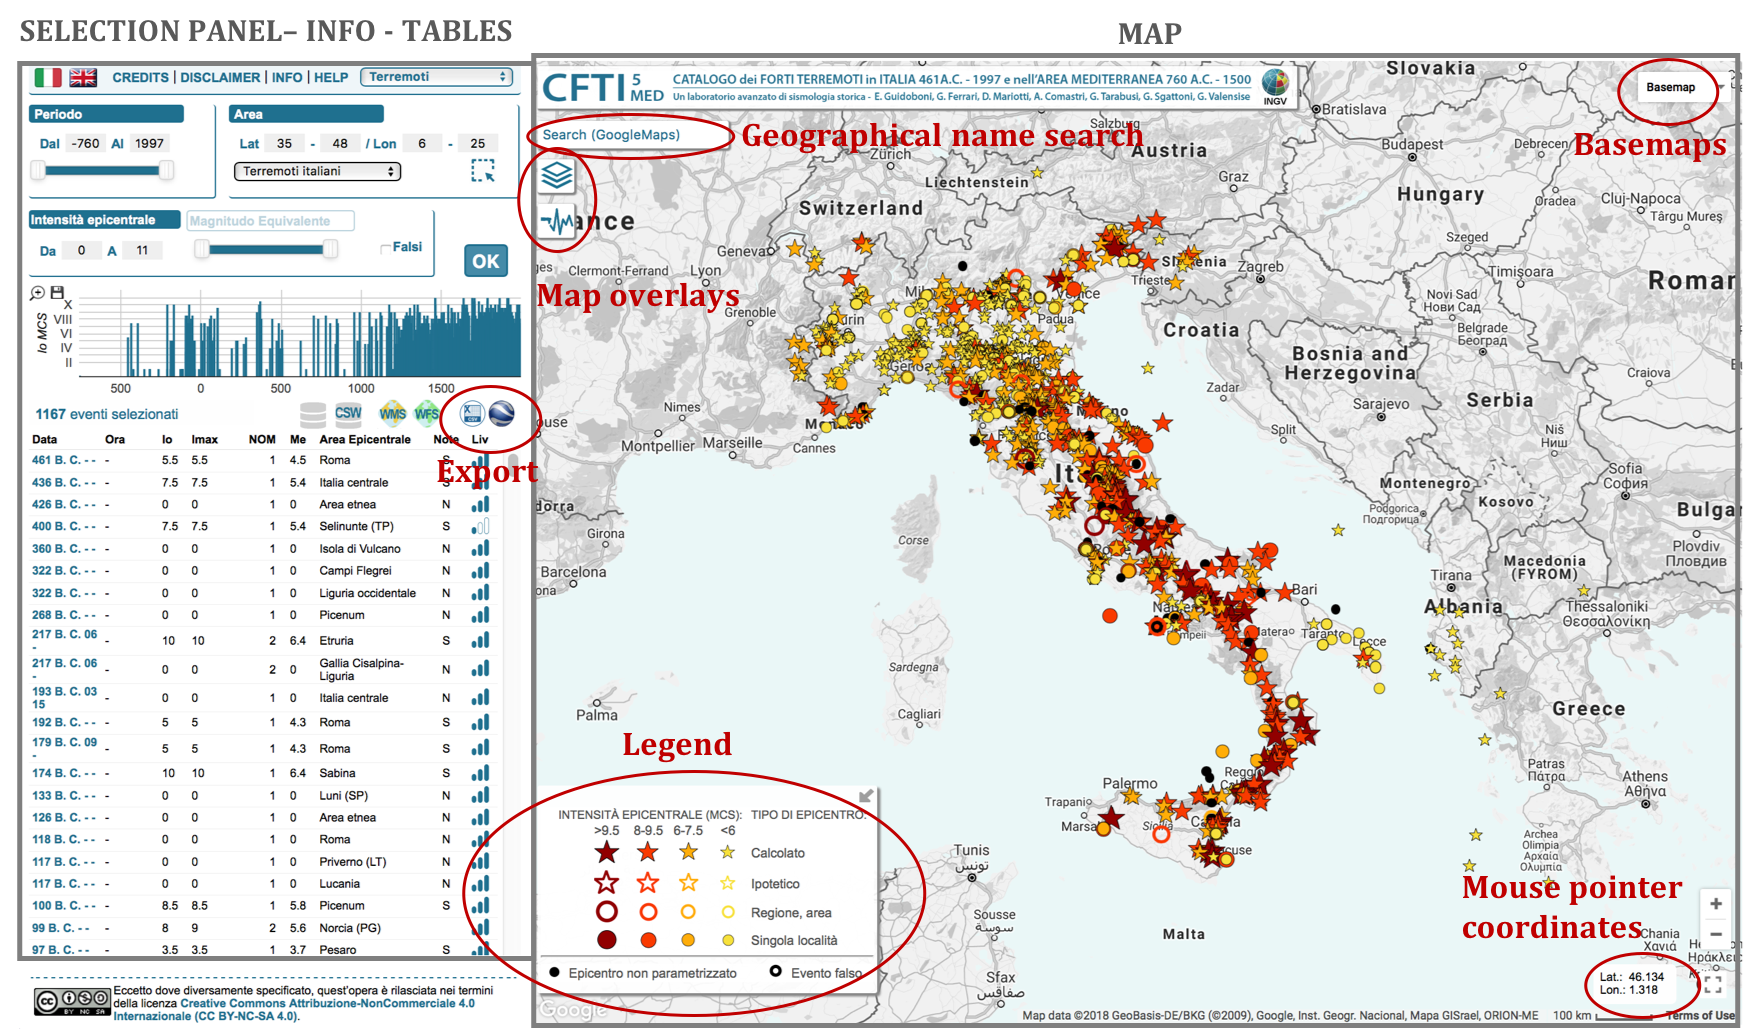 SELECTION PANEL– INFO - TABLES
MAP
CREDITS | DISCLAIMER | INFO | HELP
Terremoti
Periodo
Dal -760 Al 1997
Area
Lat 35 - 48 / Lon 6 - 25
Terremoti italiani
Intensità epicentrale
Magnitudo Equivalente
Da 0 A 11
Falsi
OK
Io MCS
X
VIII
VI
IV
II
500 0 500 1000 1500
1167 eventi selezionati
CSW WMS WFS CSV
Export
Data Ora Io Imax NOM Me Area Epicentrale Note Liv
461 B. C. - - - 5.5 5.5 1 4.5 Roma S
436 B. C. - - - 7.5 7.5 1 5.4 Italia centrale S
426 B. C. - - - 0 0 1 0 Area etnea N
400 B. C. - - - 7.5 7.5 1 5.4 Selinunte (TP) S
360 B. C. - - - 0 0 1 0 Isola di Vulcano N
322 B. C. - - - 0 0 1 0 Campi Flegrei N
322 B. C. - - - 0 0 1 0 Liguria occidentale N
268 B. C. - - - 0 0 1 0 Picenum N
217 B. C. 06 - - 10 10 2 6.4 Etruria S
217 B. C. 06 - - 0 0 2 0 Gallia Cisalpina-Liguria N
193 B. C. 03 15 - 0 0 1 0 Italia centrale N
192 B. C. - - - 5 5 1 4.3 Roma S
179 B. C. 09 - - 5 5 1 4.3 Roma S
174 B. C. - - - 10 10 1 6.4 Sabina S
133 B. C. - - - 0 0 1 0 Luni (SP) N
126 B. C. - - - 0 0 1 0 Area etnea N
118 B. C. - - - 0 0 1 0 Roma N
117 B. C. - - - 0 0 1 0 Priverno (LT) N
117 B. C. - - - 0 0 1 0 Lucania N
100 B. C. - - - 8.5 8.5 1 5.8 Picenum S
99 B. C. - - - 8 9 2 5.6 Norcia (PG)
97 B. C. - - - 3.5 3.5 1 3.7 Pesaro S
cc BY NC SA
Eccetto dove diversamente specificato, quest'opera è rilasciata nei termini
della licenza Creative Commons Attribuzione-NonCommerciale 4.0
Internazionale (CC BY-NC-SA 4.0).
CFTI 5 MED
CATALOGO dei FORTI TERREMOTI in ITALIA 461A.C. - 1997 e nell'AREA MEDITERRANEA 760 A.C. - 1500
Un laboratorio avanzato di sismologia storica - E. Guidoboni, G. Ferrari, D. Mariotti, A. Comastri, G. Tarabusi, G. Sgattoni, G. Valensise
INGV
Search (GoogleMaps)
Geographical name search
Map overlays
Basemap
Basemaps
Slovakia
Bratislava
Salzburg
Austria
Zürich
Liechtenstein
Graz
Switzerland
Budapest
Debrecen
Hungary
Oradea
Cluj-Napoca
Târgu Mureș
Szeged
Timișoara
Geneva
Clermont-Ferrand
Lyon
Grenoble
Slovenia
Zagreb
Trieste
Padua
Croatia
Novi Sad
Нови Сад
Belgrade
Београд
Bosnia and
Herzegovina
Craiova
Zadar
Serbia
Sarajevo
Split
Niš
Ниш
Nimes
Montpellier
Marseille
Cannes
Montenegro
Podgorica
Подгорица
Kosovo
Sofia
София
Plovdiv
Пловдив
Girona
Barcelona
Corse
Macedonia
(FYROM)
Tirana
Albania
Bari
Thessaloniki
Θεσσαλονίκη
Sardegna
Cagliari
Palma
Greece
Patras
Πάτρα
Athens
Αθήνα
Archea
Olimpia
Αρχαία
Ολυμπία
Palermo
Trapani
Sicilia
Tunis
تونس
Sousse
سوسة
Sfax
صفاقس
Malta
Chania
Χανιά
Legend
INTENSITÀ EPICENTRALE (MCS): TIPO DI EPICENTRO:
>9.5 8-9.5 6-7.5 <6
Calcolato
Ipotetico
Regione, area
Singola località
Epicentro non parametrizzato
Evento falso
Mouse pointer
coordinates
Lat.: 46.134
Lon.: 1.318
Google
Map data ©2018 GeoBasis-DE/BKG (©2009), Google, Inst. Geogr. Nacional, Mapa GISrael, ORION-ME 100 km Terms of Use